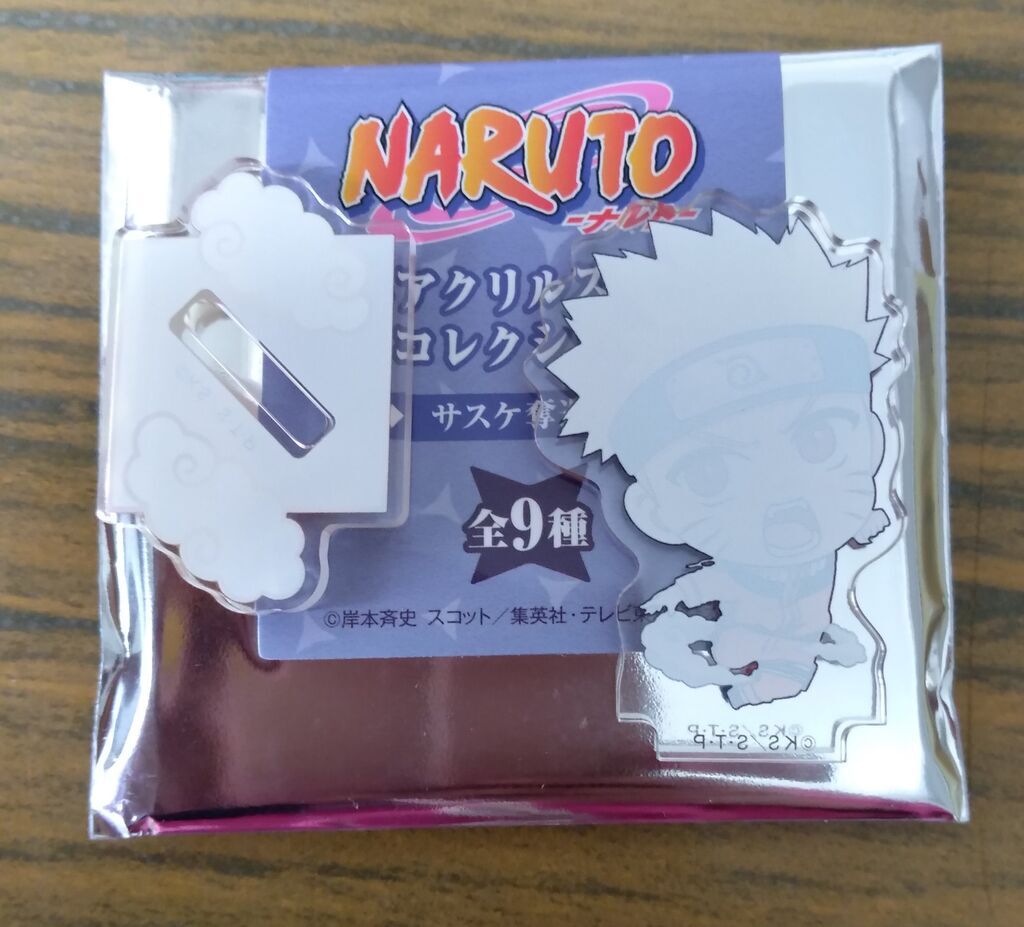 NARUTO
-ナルト-
アクリルス
コレクシ
サスケ奪
全9種
©岸本斉史 スコット／集英社・テレビ東
©KS/S･T･P